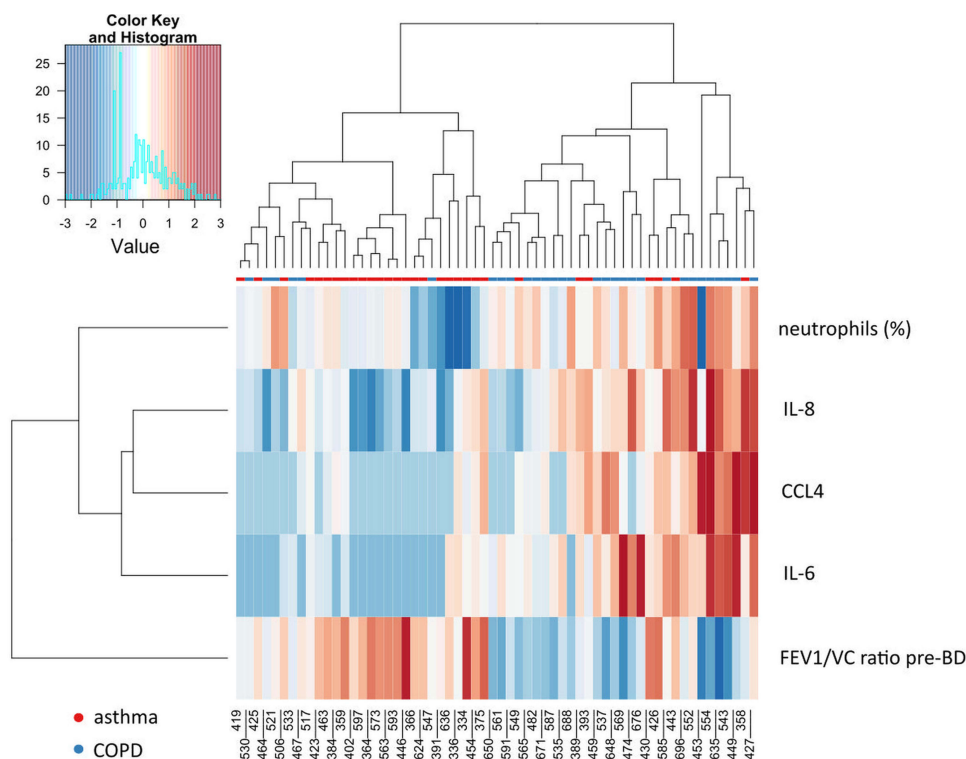 Color Key
and Histogram
25
20
15
10
5
0
-3 -2 -1 0 1 2 3
Value
neutrophils (%)
IL-8
CCL4
IL-6
FEV1/VC ratio pre-BD
asthma
COPD
419 425 521 533 517 463 359 597 573 593 366 547 636 334 375 561 549 482 587 688 393 537 569 676 426 443 552 554 543 358
530 464 506 467 423 384 402 364 563 446 624 391 336 454 650 591 565 671 535 389 459 648 474 430 585 696 453 635 449 427